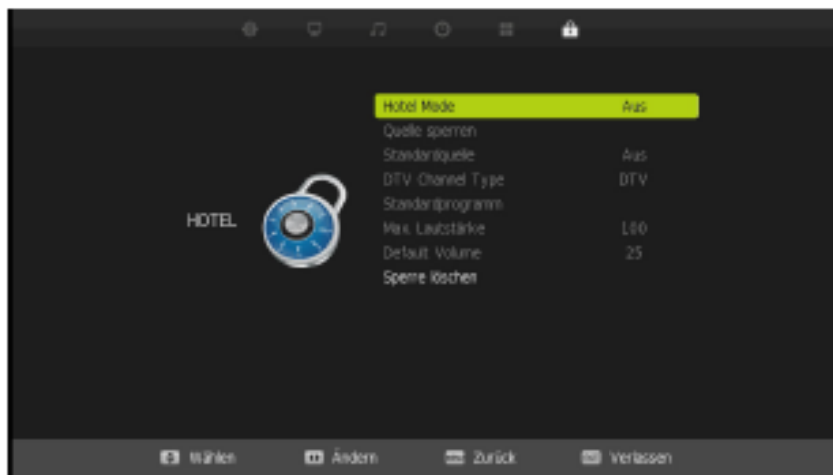 Hotel Mode Aus
Quelle sperren
Standardquelle Aus
DTV Channel Type DTV
Standardprogramm
HOTEL
Max. Lautstärke 100
Default Volume 25
Sperre löschen
Wählen Ändern Zurück Verlassen